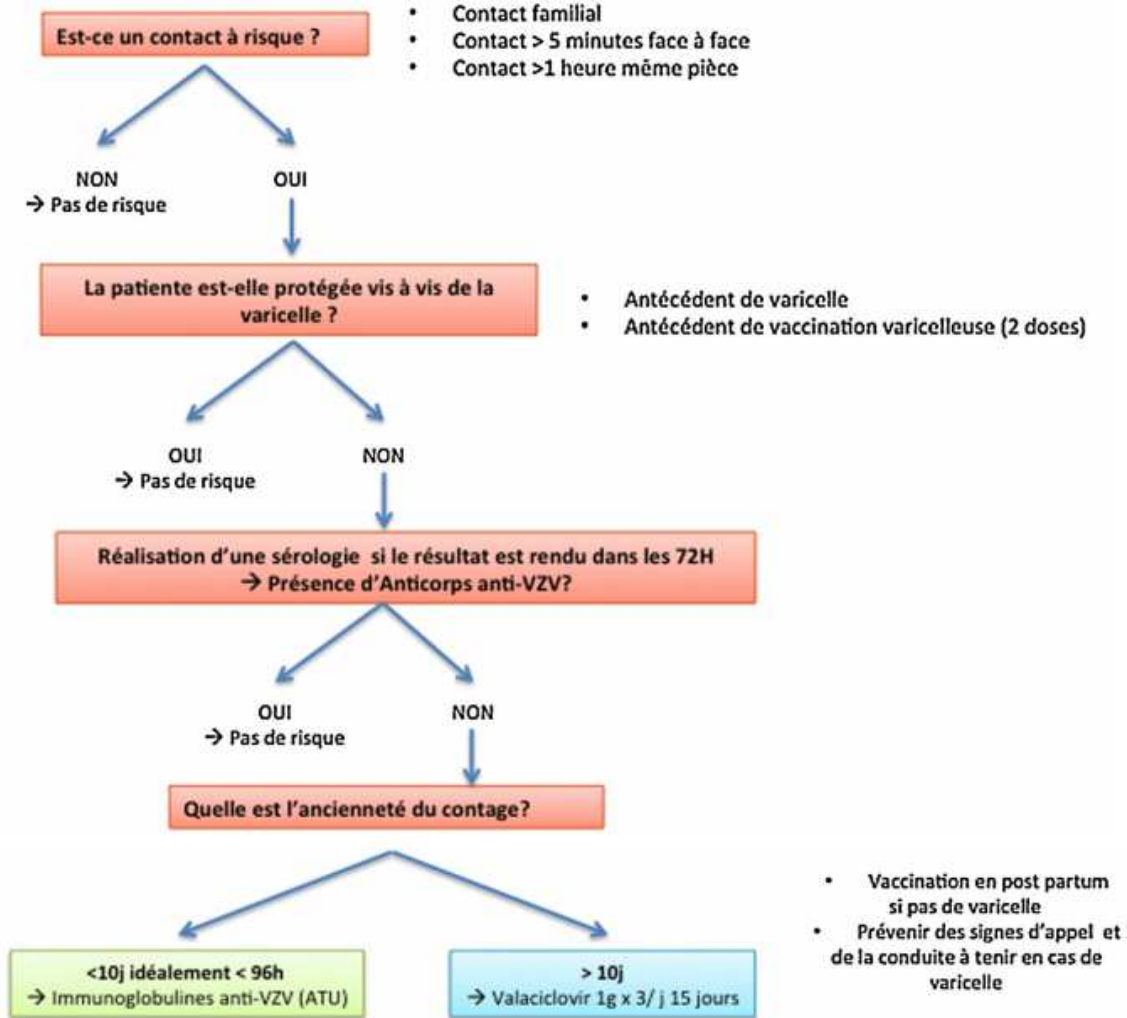 Est-ce un contact à risque ?
• Contact familial
• Contact > 5 minutes face à face
• Contact >1 heure même pièce
NON
→ Pas de risque
OUI
La patiente est-elle protégée vis à vis de la
varicelle ?
• Antécédent de varicelle
• Antécédent de vaccination varicelleuse (2 doses)
OUI
→ Pas de risque
NON
Réalisation d'une sérologie si le résultat est rendu dans les 72H
→ Présence d'Anticorps anti-VZV?
OUI
→ Pas de risque
NON
Quelle est l'ancienneté du contage?
<10j idéalement < 96h
→ Immunoglobulines anti-VZV (ATU)
> 10j
→ Valaciclovir 1g x 3/ j 15 jours
• Vaccination en post partum
si pas de varicelle
• Prévenir des signes d'appel et
de la conduite à tenir en cas de
varicelle